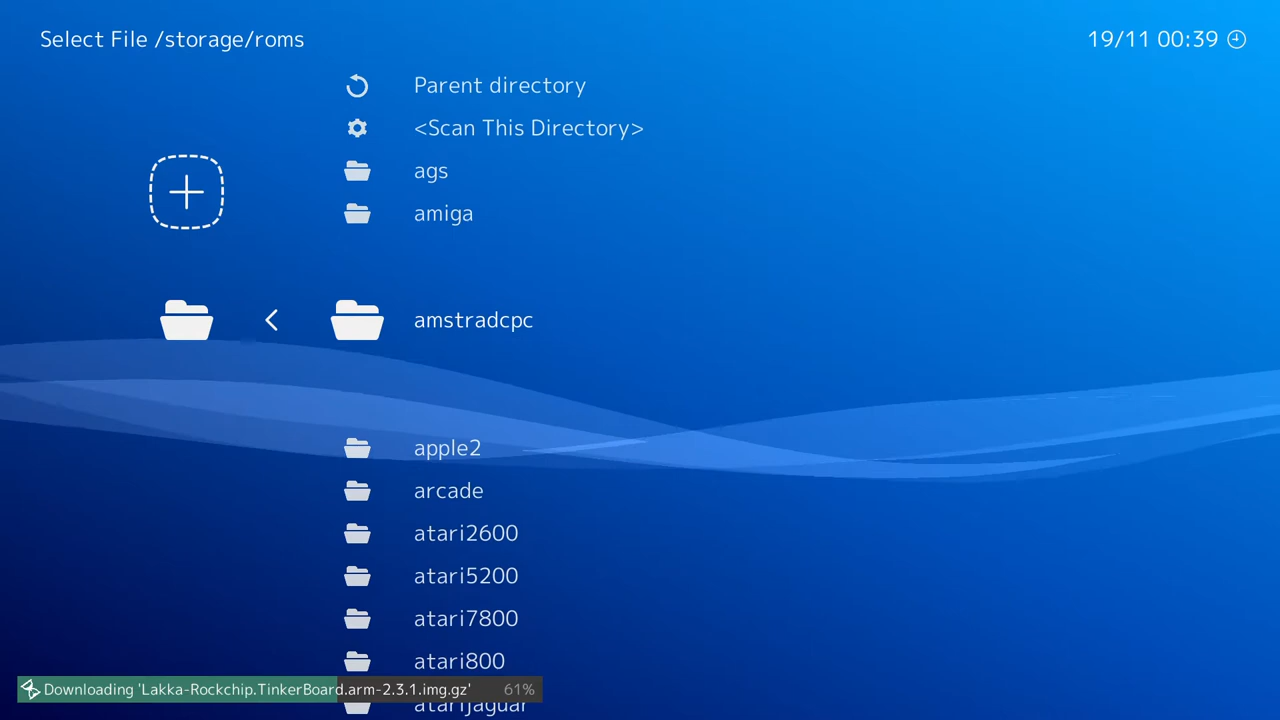 Select File /storage/roms
19/11 00:39
Parent directory
<Scan This Directory>
ags
amiga
amstradcpc
apple2
arcade
atari2600
atari5200
atari7800
atari800
Downloading 'Lakka-Rockchip.TinkerBoard.arm-2.3.1.img.gz' 61%
atarijaguar